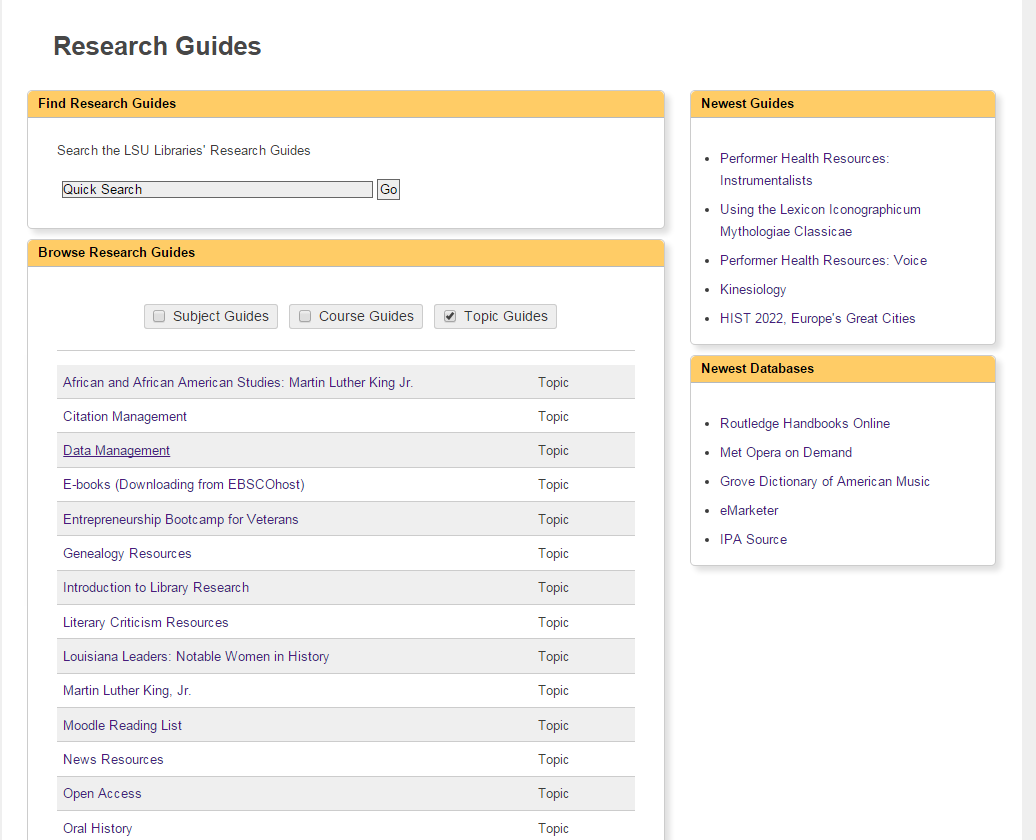 Research Guides
Find Research Guides
Search the LSU Libraries' Research Guides
Quick Search Go
Browse Research Guides
Subject Guides Course Guides Topic Guides
African and African American Studies: Martin Luther King Jr. Topic
Citation Management Topic
Data Management Topic
E-books (Downloading from EBSCOhost) Topic
Entrepreneurship Bootcamp for Veterans Topic
Genealogy Resources Topic
Introduction to Library Research Topic
Literary Criticism Resources Topic
Louisiana Leaders: Notable Women in History Topic
Martin Luther King, Jr. Topic
Moodle Reading List Topic
News Resources Topic
Open Access Topic
Oral History Topic
Newest Guides
Performer Health Resources:
Instrumentalists
Using the Lexicon Iconographicum
Mythologiae Classicae
Performer Health Resources: Voice
Kinesiology
HIST 2022, Europe's Great Cities
Newest Databases
Routledge Handbooks Online
Met Opera on Demand
Grove Dictionary of American Music
eMarketer
IPA Source